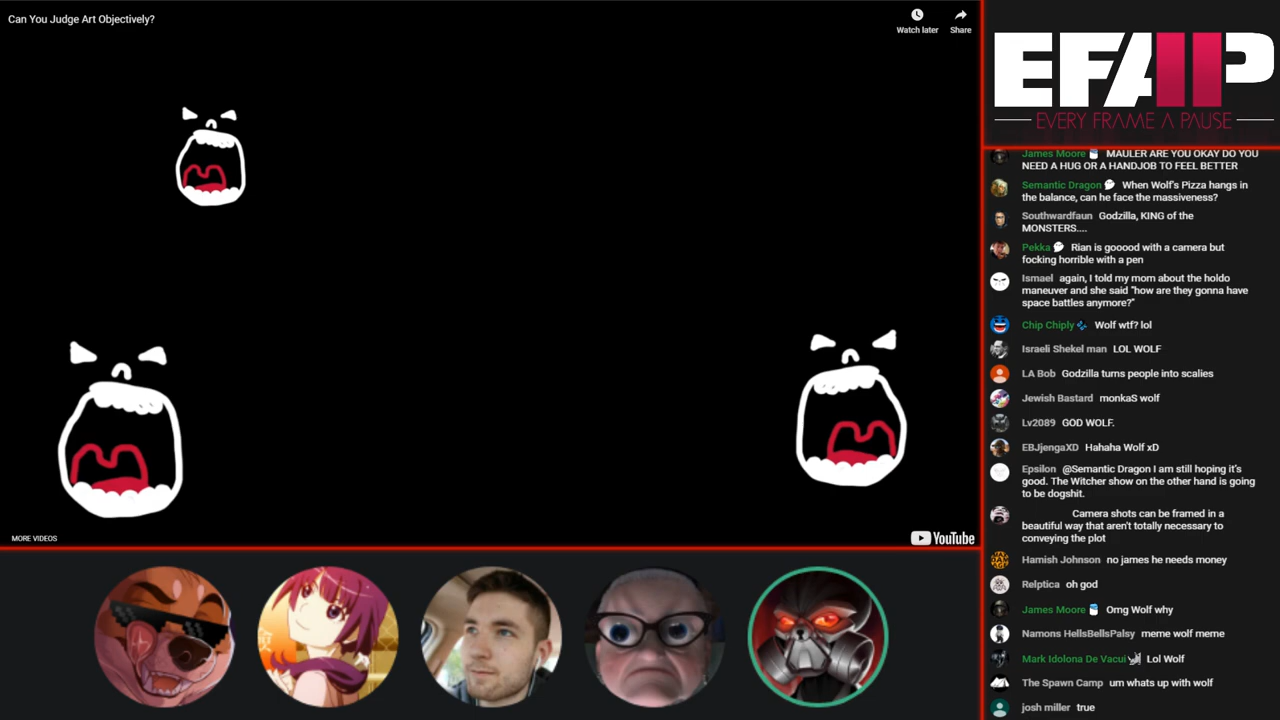 Can You Judge Art Objectively?
Watch later
Share
MORE VIDEOS
YouTube
EFAP
EVERY FRAME A PAUSE
James Moore MAULER ARE YOU OKAY DO YOU
NEED A HUG OR A HANDJOB TO FEEL BETTER
Semantic Dragon When Wolf's Pizza hangs in
the balance, can he face the massiveness?
Southwardfaun Godzilla, KING of the
MONSTERS....
Pekka Rian is gooood with a camera but
focking horrible with a pen
Ismael again, I told my mom about the holdo
maneuver and she said "how are they gonna have
space battles anymore?"
Chip Chiply Wolf wtf? lol
Israeli Shekel man LOL WOLF
LA Bob Godzilla turns people into scalies
Jewish Bastard monkaS wolf
Lv2089 GOD WOLF.
EBJjengaXD Hahaha Wolf xD
Epsilon @Semantic Dragon I am still hoping it's
good. The Witcher show on the other hand is going
to be dogshit.
Camera shots can be framed in a
beautiful way that aren't totally necessary to
conveying the plot
Hamish Johnson no james he needs money
Relptica oh god
James Moore Omg Wolf why
Namons HellsBellsPalsy meme wolf meme
Mark Idolona De Vacui Lol Wolf
The Spawn Camp um whats up with wolf
josh miller true